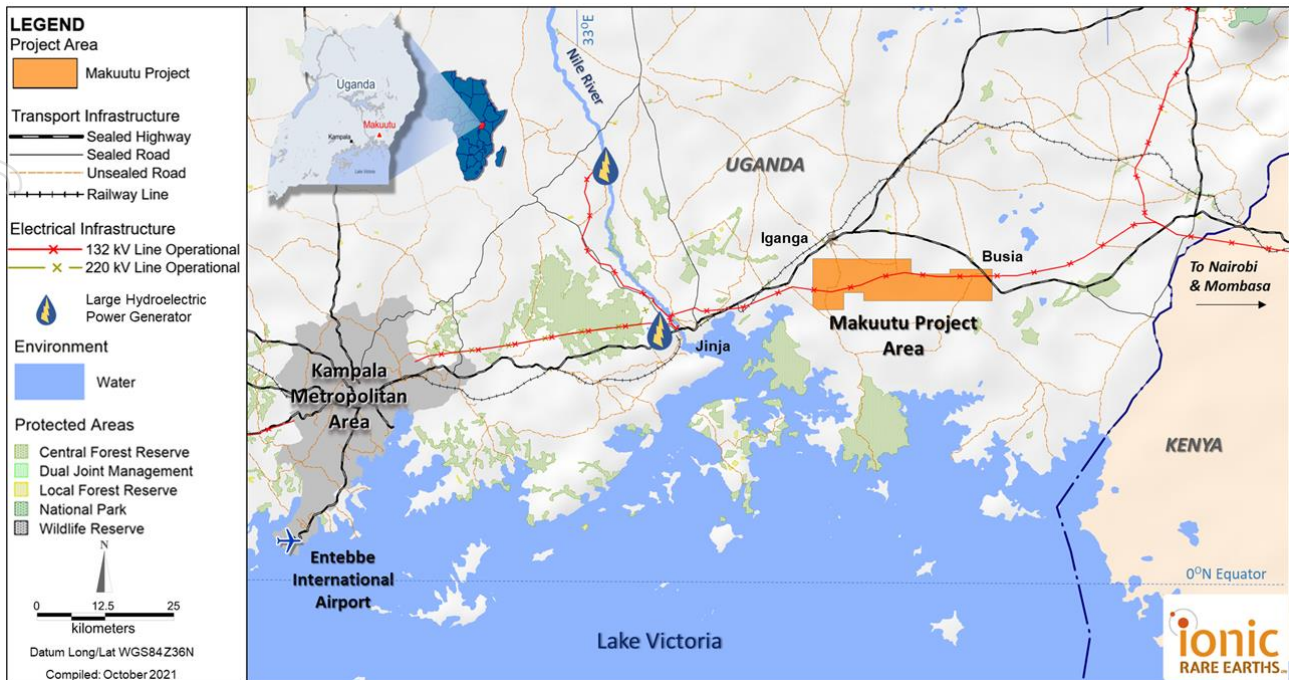 LEGEND
Project Area
Makuutu Project
Transport Infrastructure
Sealed Highway
Sealed Road
Unsealed Road
Railway Line
Electrical Infrastructure
132 kV Line Operational
220 kV Line Operational
Large Hydroelectric
Power Generator
Environment
Water
Protected Areas
Central Forest Reserve
Dual Joint Management
Local Forest Reserve
National Park
Wildlife Reserve
N
0 12.5 25
kilometers
Datum Long/Lat WGS84Z36N
Compiled: October 2021
Uganda
Kampala
Makuutu
Lake Victoria
33°E
Nile River
UGANDA
Iganga
Busia
To Nairobi
& Mombasa
Makuutu Project
Area
Jinja
Kampala
Metropolitan
Area
KENYA
Entebbe
International
Airport
0°N Equator
Lake Victoria
ionic
RARE EARTHS